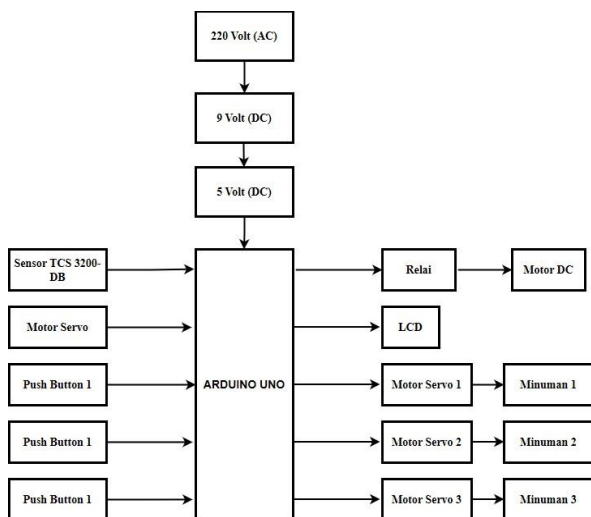 220 Volt (AC)
9 Volt (DC)
5 Volt (DC)
Sensor TCS 3200-
DB
Motor Servo
Push Button 1
Push Button 1
Push Button 1
ARDUINO UNO
Relai
Motor DC
LCD
Motor Servo 1
Minuman 1
Motor Servo 2
Minuman 2
Motor Servo 3
Minuman 3